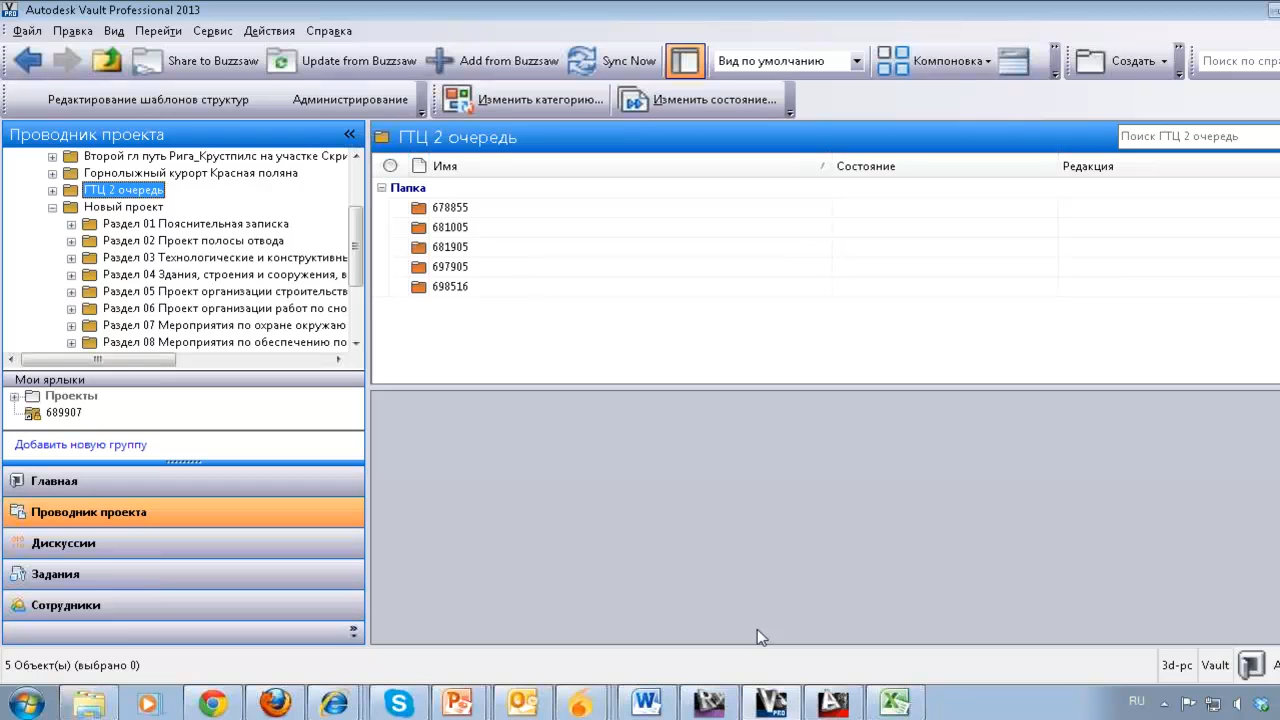 Autodesk Vault Professional 2013
Файл Правка Вид Перейти Сервис Действия Справка
Share to Buzzsaw Update from Buzzsaw Add from Buzzsaw Sync Now Вид по умолчанию Компоновка Создать Поиск по спра
Редактирование шаблонов структур Администрирование Изменить категорию... Изменить состояние...
Проводник проекта
Второй гл путь Рига_Крустпилс на участке Скри
Горнолыжный курорт Красная поляна
ГТЦ 2 очередь
Новый проект
Раздел 01 Пояснительная записка
Раздел 02 Проект полосы отвода
Раздел 03 Технологические и конструктивны
Раздел 04 Здания, строения и сооружения, в
Раздел 05 Проект организации строительств
Раздел 06 Проект организации работ по сно
Раздел 07 Мероприятия по охране окружаю
Раздел 08 Мероприятия по обеспечению по
Мои ярлыки
Проекты
689907
Добавить новую группу
Главная
Проводник проекта
Дискуссии
Задания
Сотрудники
ГТЦ 2 очередь Поиск ГТЦ 2 очередь
Имя Состояние Редакция
Папка
678855
681005
681905
697905
698516
5 Объект(ы) (выбрано 0) 3d-pc Vault A
RU